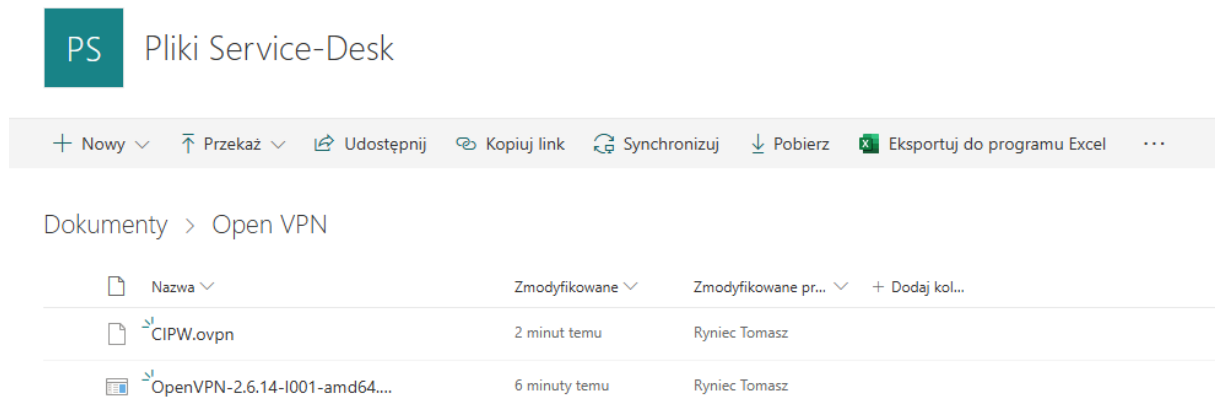 PS Pliki Service-Desk
Nowy Przekaż Udostępnij Kopiuj link Synchronizuj Pobierz Eksportuj do programu Excel ...
Dokumenty > Open VPN
Nazwa Zmodyfikowane Zmodyfikowane pr... + Dodaj kol...
CIPW.ovpn 2 minut temu Ryniec Tomasz
OpenVPN-2.6.14-I001-amd64.... 6 minuty temu Ryniec Tomasz